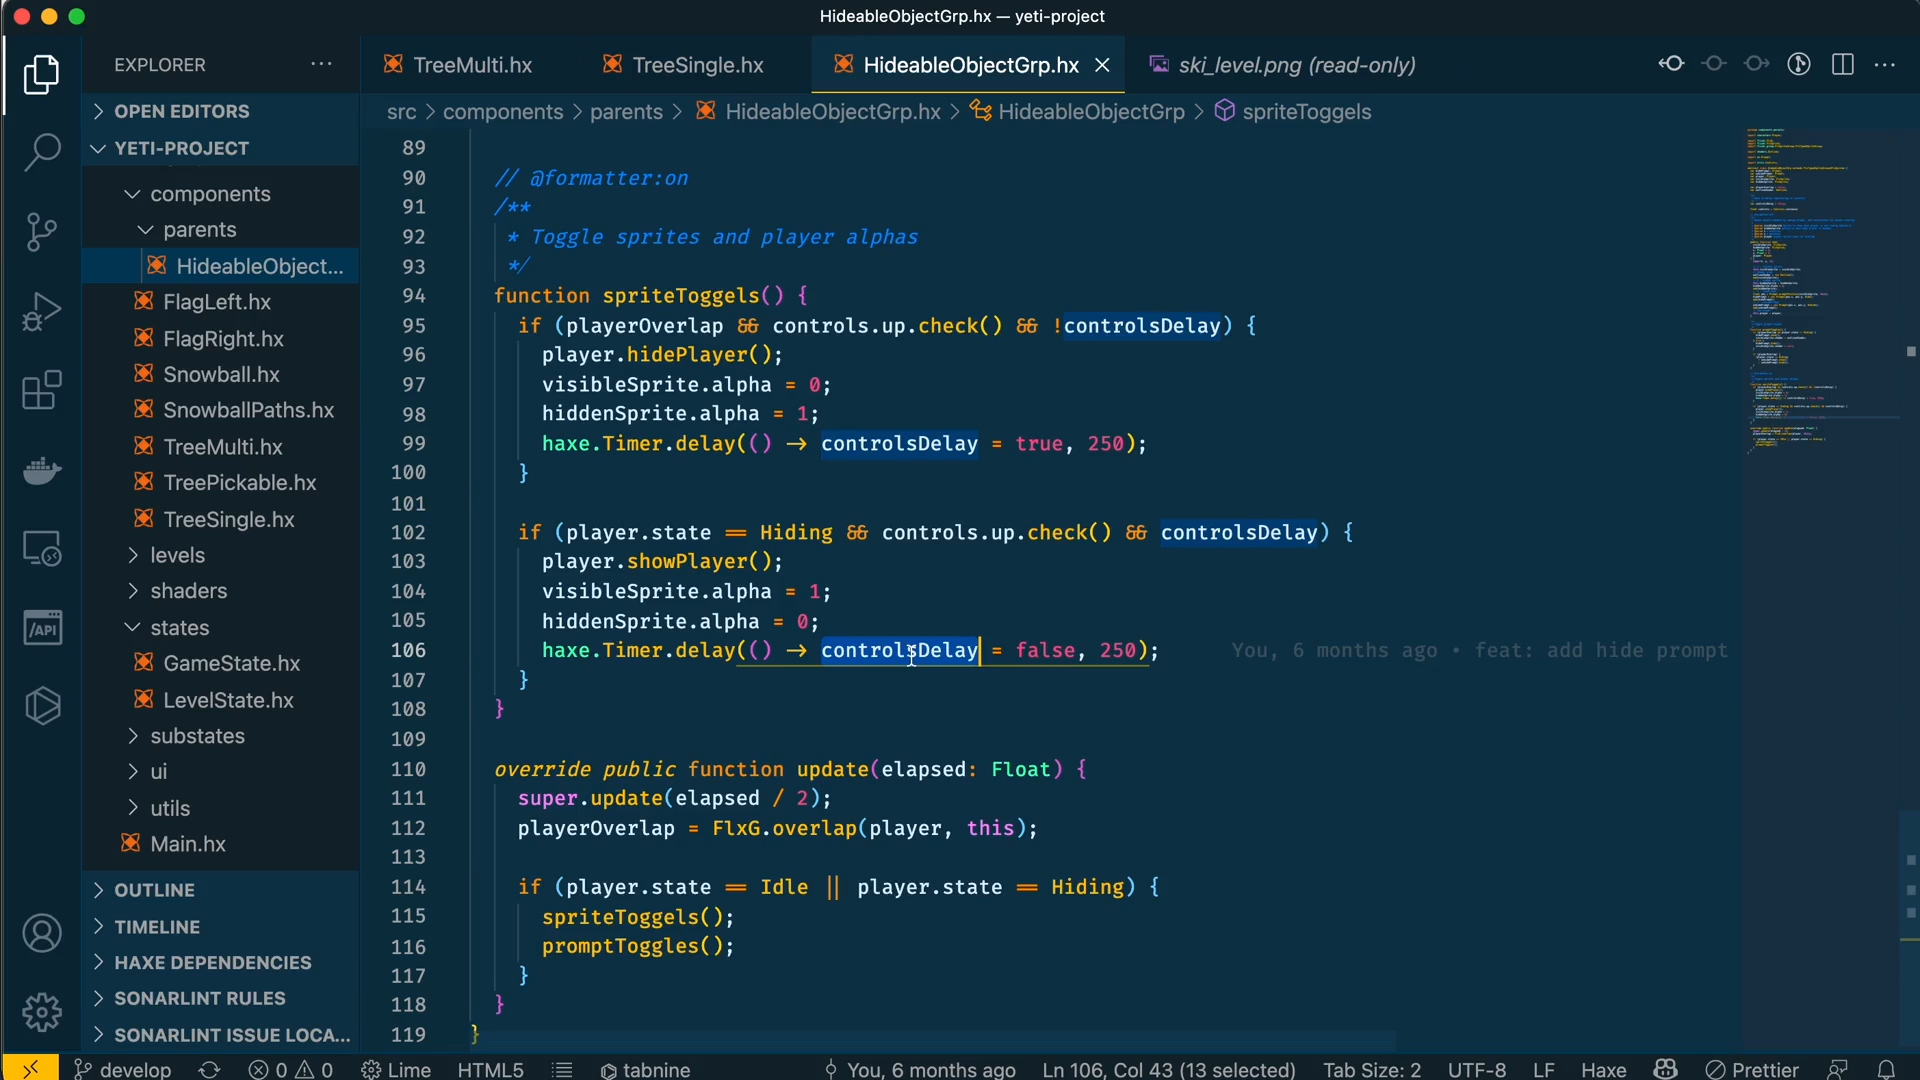 HideableObjectGrp.hx — yeti-project
EXPLORER ...
TreeMulti.hx
TreeSingle.hx
HideableObjectGrp.hx
ski_level.png (read-only)
src > components > parents > HideableObjectGrp.hx > HideableObjectGrp > spriteToggels
OPEN EDITORS
YETI-PROJECT
components
parents
HideableObject...
FlagLeft.hx
FlagRight.hx
Snowball.hx
SnowballPaths.hx
TreeMulti.hx
TreePickable.hx
TreeSingle.hx
levels
shaders
states
GameState.hx
LevelState.hx
substates
ui
utils
Main.hx
OUTLINE
TIMELINE
HAXE DEPENDENCIES
SONARLINT RULES
SONARLINT ISSUE LOCA...
/API
89
90 // @formatter:on
91 /**
92 * Toggle sprites and player alphas
93 */
94 function spriteToggels() {
95 if (playerOverlap && controls.up.check() && !controlsDelay) {
96 player.hidePlayer();
97 visibleSprite.alpha = 0;
98 hiddenSprite.alpha = 1;
99 haxe.Timer.delay(() -> controlsDelay = true, 250);
100 }
101
102 if (player.state == Hiding && controls.up.check() && controlsDelay) {
103 player.showPlayer();
104 visibleSprite.alpha = 1;
105 hiddenSprite.alpha = 0;
106 haxe.Timer.delay(() -> controlsDelay = false, 250); You, 6 months ago • feat: add hide prompt
107 }
108 }
109
110 override public function update(elapsed: Float) {
111 super.update(elapsed / 2);
112 playerOverlap = FlxG.overlap(player, this);
113
114 if (player.state == Idle || player.state == Hiding) {
115 spriteToggels();
116 promptToggles();
117 }
118 }
119 }
develop 0 0 Lime HTML5 tabnine You, 6 months ago Ln 106, Col 43 (13 selected) Tab Size: 2 UTF-8 LF Haxe Prettier